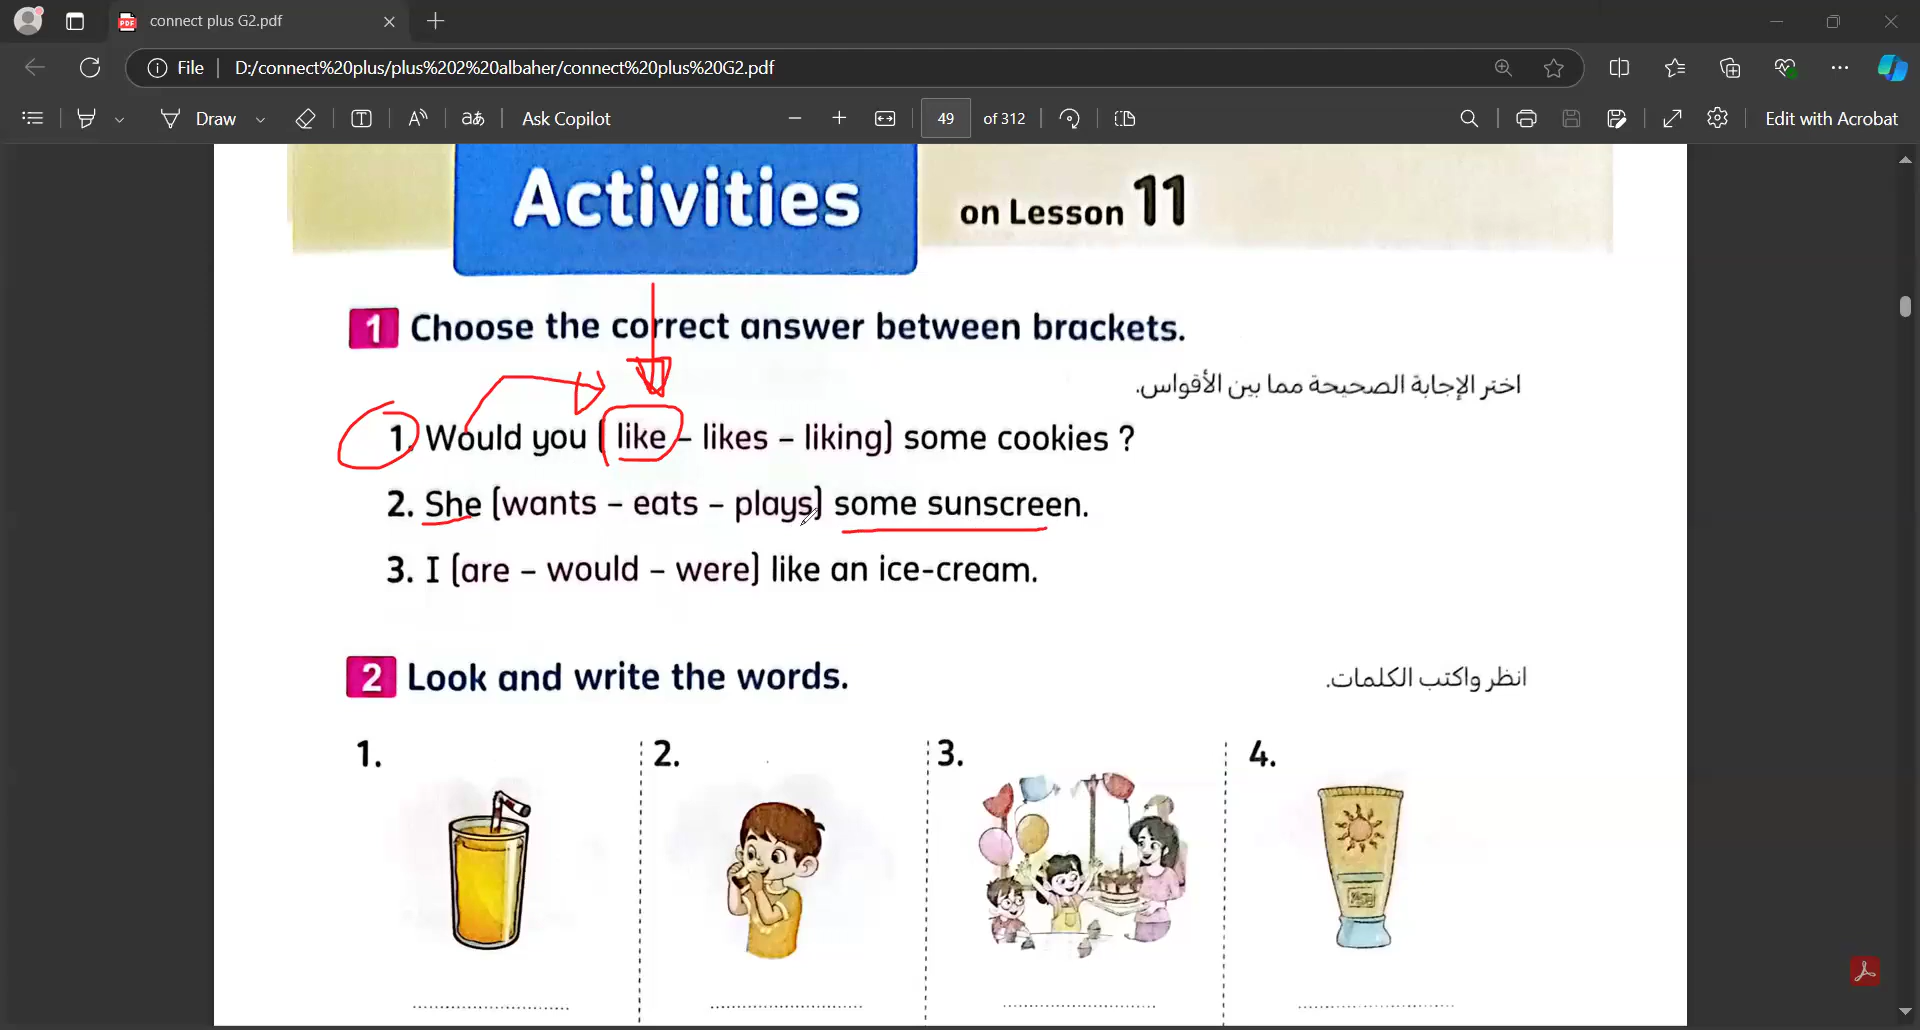 connect plus G2.pdf
File D:/connect%20plus/plus%202%20albaher/connect%20plus%20G2.pdf
Draw Ask Copilot 49 of 312 Edit with Acrobat
Activities on Lesson 11
1 Choose the correct answer between brackets.
اختر الإجابة الصحيحة مما بين الأقواس.
1. Would you (like – likes – liking) some cookies ?
2. She (wants – eats – plays) some sunscreen.
3. I (are – would – were) like an ice-cream.
2 Look and write the words.
انظر واكتب الكلمات.
1. 2. 3. 4.